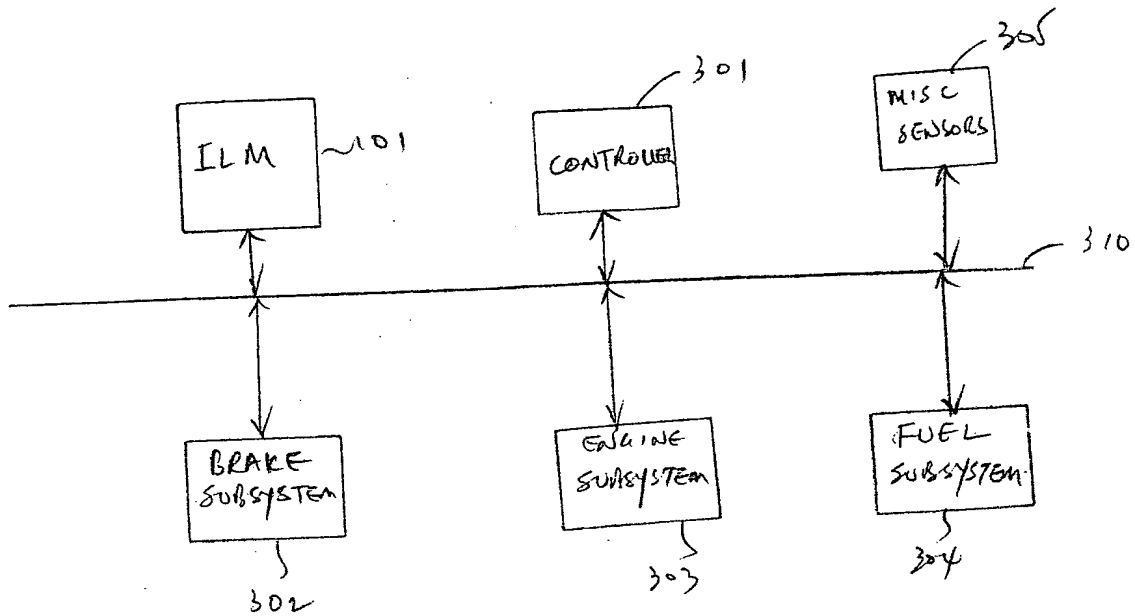 305
301
MISC
SENSORS
ILM
101
CONTROLLER
310
BRAKE
SUBSYSTEM
ENGINE
SUBSYSTEM
FUEL
SUBSYSTEM
302
303
304